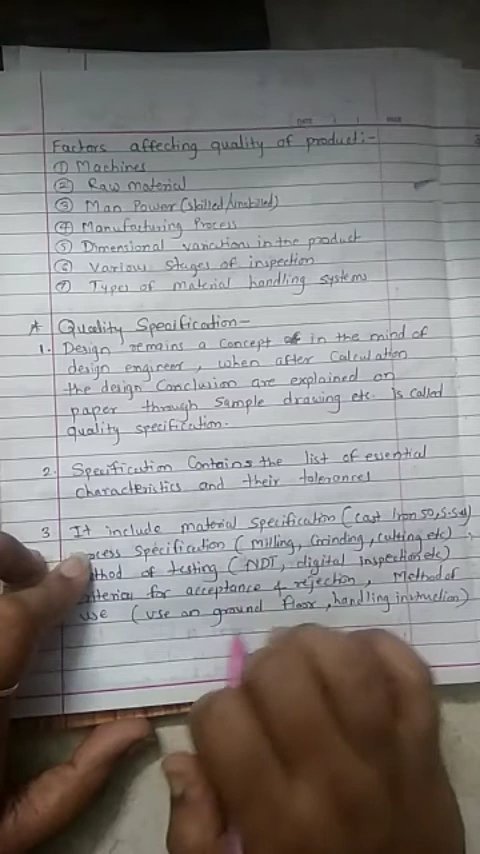 DATE / / PAGE
Factors affecting quality of product:-
① Machines
② Raw material
③ Man Power (skilled/unskilled)
④ Manufacturing Process
⑤ Dimensional variations in the product
⑥ Various Stages of inspection
⑦ Types of Material handling systems
A Quality Specification-
1. Design remains a concept in the mind of
design engineer, when after Calculation
the design Conclusion are explained on
paper through Sample drawing etc. is called
quality specification.
2. Specification Contains the list of essential
characteristics and their tolerances
3 It include material specification (cast Iron 50,
specification (Milling, Grinding, cutting etc)
of testing (NDT, digital Inspection etc)
for acceptance & rejection, Method of
use (use on ground floor, handling instruction)